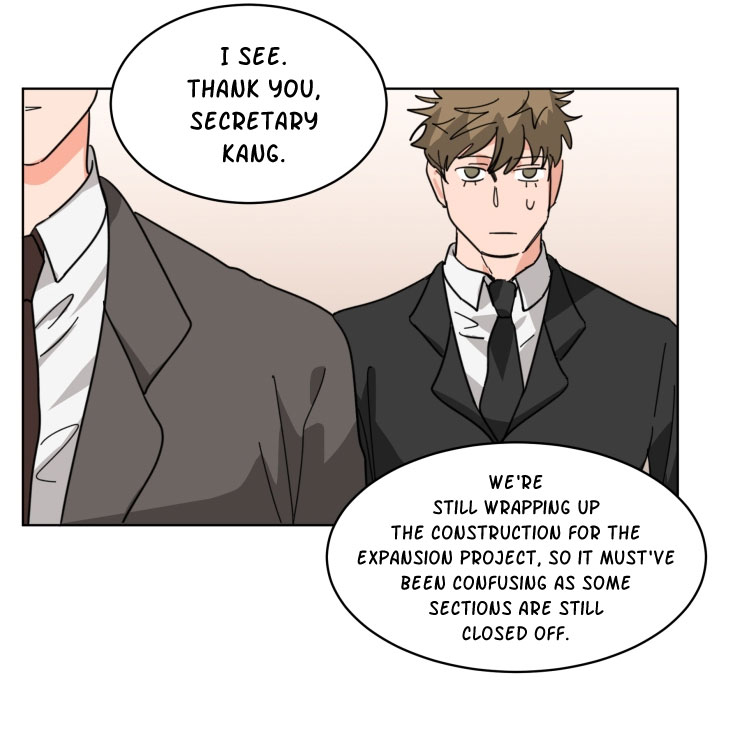 I SEE.
THANK YOU,
SECRETARY
KANG.
WE'RE
STILL WRAPPING UP
THE CONSTRUCTION FOR THE
EXPANSION PROJECT, SO IT MUST'VE
BEEN CONFUSING AS SOME
SECTIONS ARE STILL
CLOSED OFF.